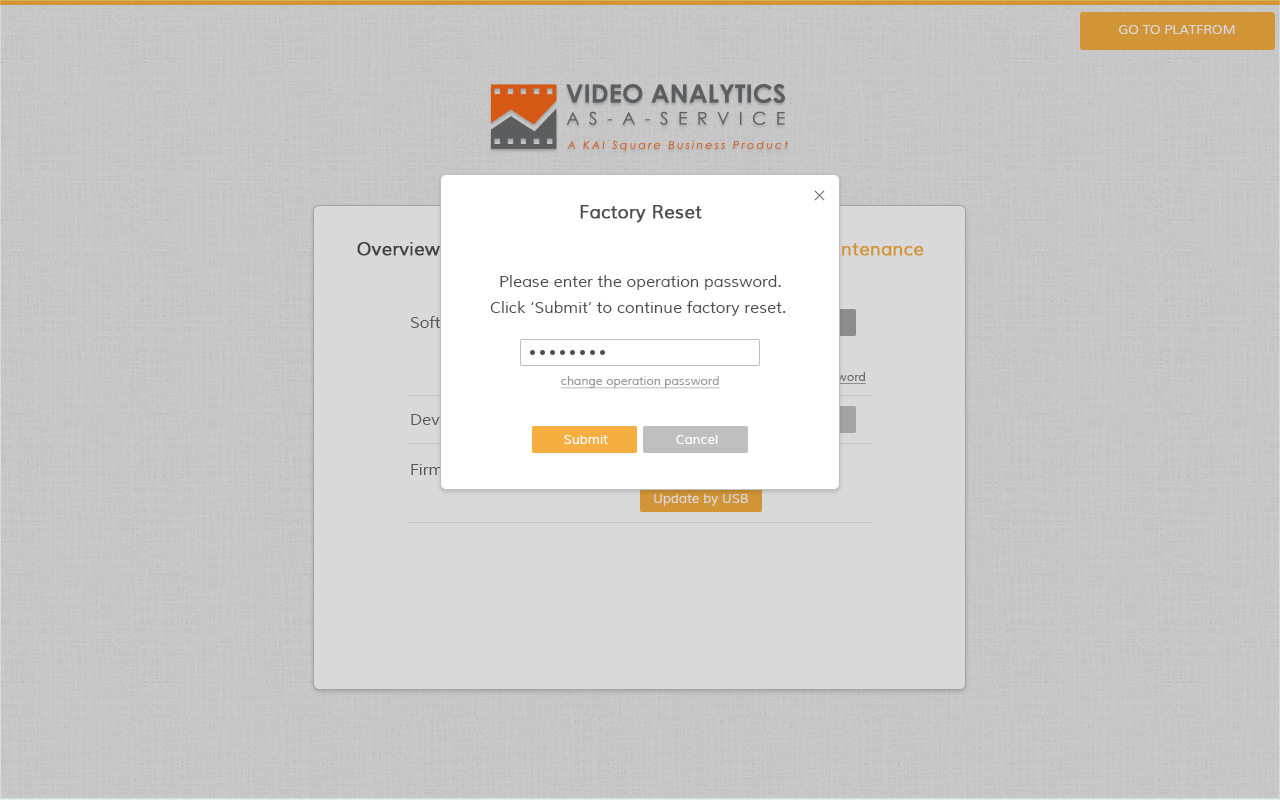 GO TO PLATFROM
VIDEO ANALYTICS
AS-A-SERVICE
A KAI Square Business Product
Factory Reset
Overview
ntenance
Please enter the operation password.
Click ‘Submit’ to continue factory reset.
Soft
change operation password
word
Dev
Submit
Cancel
Firm
Update by USB